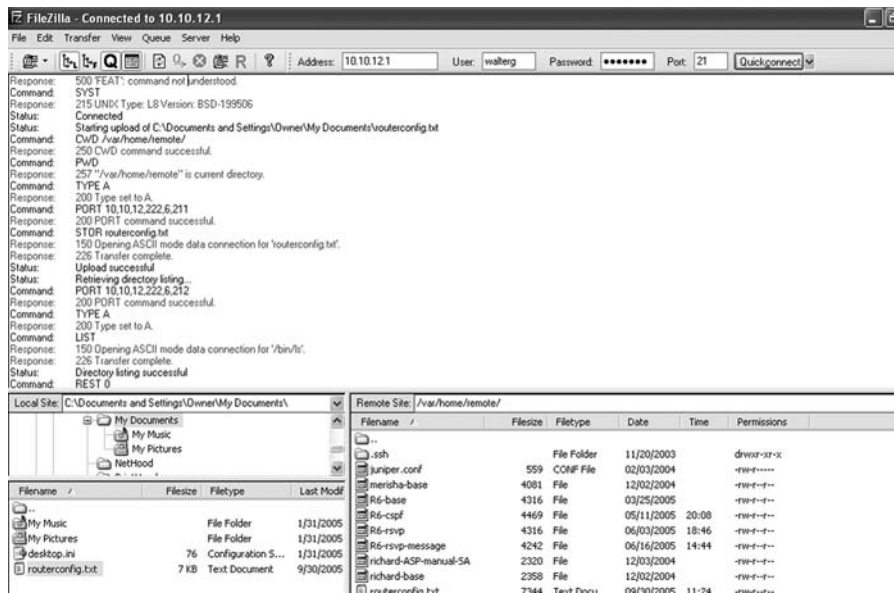 FileZilla - Connected to 10.10.12.1
File Edit Transfer View Queue Server Help
Address: 10.10.12.1 User: walterg Password: ●●●●●●● Port: 21 Quickconnect
Response: 500 'FEAT': command not understood.
Command: SYST
Response: 215 UNIX Type: L8 Version: BSD-199506
Status: Connected
Status: Starting upload of C:\Documents and Settings\Owner\My Documents\routerconfig.txt
Command: CWD /var/home/remote/
Response: 250 CWD command successful.
Command: PWD
Response: 257 "/var/home/remote" is current directory.
Command: TYPE A
Response: 200 Type set to A.
Command: PORT 10,10,12,222,6,211
Response: 200 PORT command successful.
Command: STOR routerconfig.txt
Response: 150 Opening ASCII mode data connection for 'routerconfig.txt'.
Response: 226 Transfer complete.
Status: Upload successful
Status: Retrieving directory listing...
Command: PORT 10,10,12,222,6,212
Response: 200 PORT command successful.
Command: TYPE A
Response: 200 Type set to A.
Command: LIST
Response: 150 Opening ASCII mode data connection for '/bin/ls'.
Response: 226 Transfer complete.
Status: Directory listing successful
Command: REST 0
Local Site: C:\Documents and Settings\Owner\My Documents\
My Documents
My Music
My Pictures
NetHood
Filename / Filesize Filetype Last Modif
..
My Music File Folder 1/31/2005
My Pictures File Folder 1/31/2005
desktop.ini 76 Configuration S... 1/31/2005
routerconfig.txt 7 KB Text Document 9/30/2005
Remote Site: /var/home/remote/
Filename / Filesize Filetype Date Time Permissions
..
.ssh File Folder 11/20/2003 drwxr-xr-x
juniper.conf 559 CONF File 02/03/2004 -rw-r-----
merisha-base 4081 File 12/02/2004 -rw-r--r--
R6-base 4316 File 03/25/2005 -rw-r--r--
R6-cspf 4469 File 05/11/2005 20:08 -rw-r--r--
R6-rsvp 4316 File 06/03/2005 18:46 -rw-r--r--
R6-rsvp-message 4242 File 06/16/2005 14:44 -rw-r--r--
richard-ASP-manual-SA 2320 File 12/03/2004 -rw-r--r--
richard-base 2358 File 12/02/2004 -rw-r--r--
routerconfig.txt 7344 Text Docu... 09/30/2005 11:24 -rw-r--r--